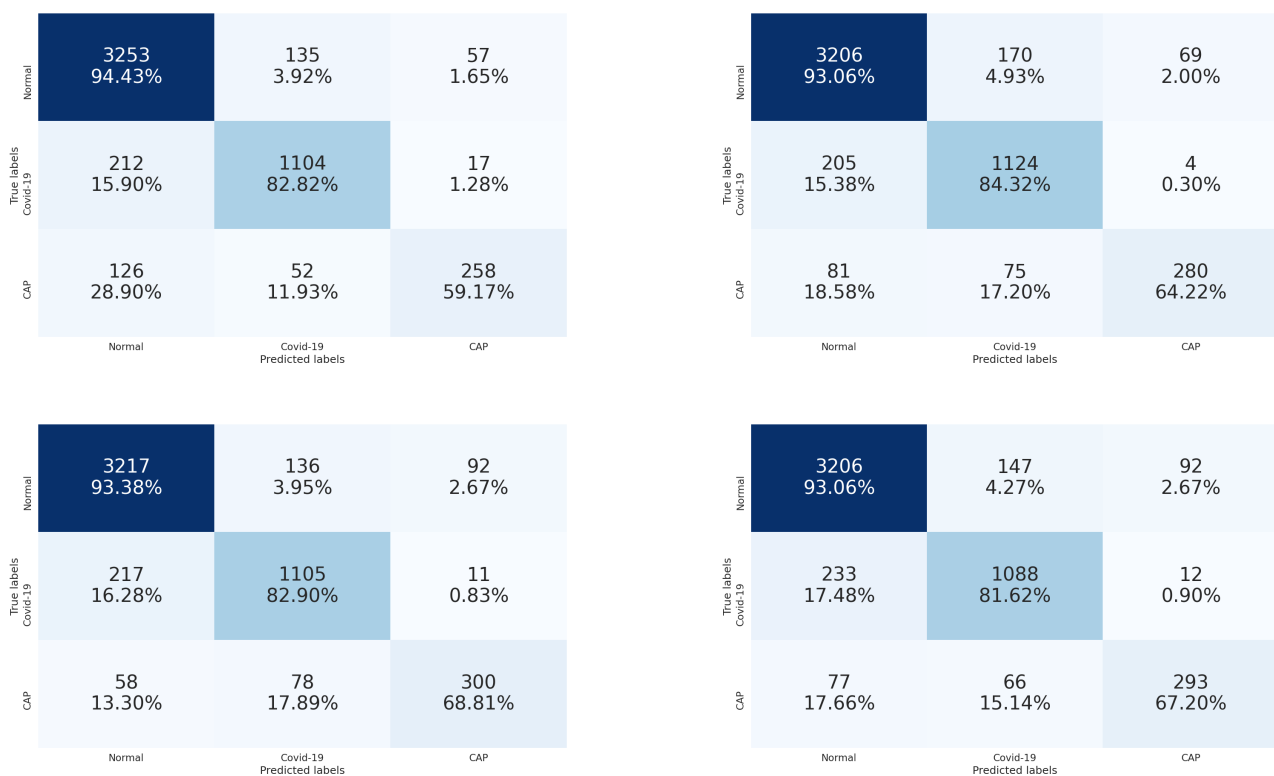 3253
94.43%
135
3.92%
57
1.65%
Normal
212
15.90%
1104
82.82%
17
1.28%
True labels
Covid-19
126
28.90%
52
11.93%
258
59.17%
CAP
Normal
Covid-19
CAP
Predicted labels
3206
93.06%
170
4.93%
69
2.00%
Normal
205
15.38%
1124
84.32%
4
0.30%
True labels
Covid-19
81
18.58%
75
17.20%
280
64.22%
CAP
Normal
Covid-19
CAP
Predicted labels
3217
93.38%
136
3.95%
92
2.67%
Normal
217
16.28%
1105
82.90%
11
0.83%
True labels
Covid-19
58
13.30%
78
17.89%
300
68.81%
CAP
Normal
Covid-19
CAP
Predicted labels
3206
93.06%
147
4.27%
92
2.67%
Normal
233
17.48%
1088
81.62%
12
0.90%
True labels
Covid-19
77
17.66%
66
15.14%
293
67.20%
CAP
Normal
Covid-19
CAP
Predicted labels